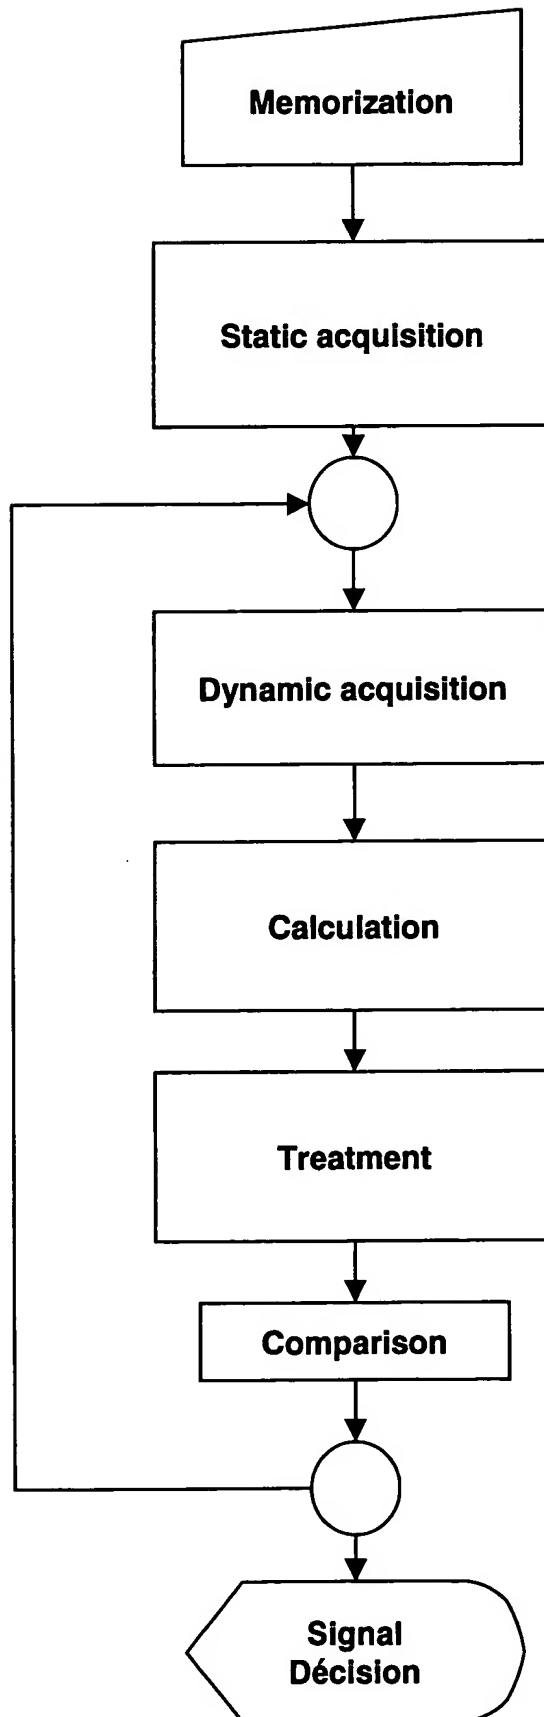 Memorization
Static acquisition
Dynamic acquisition
Calculation
Treatment
Comparison
Signal
Décision